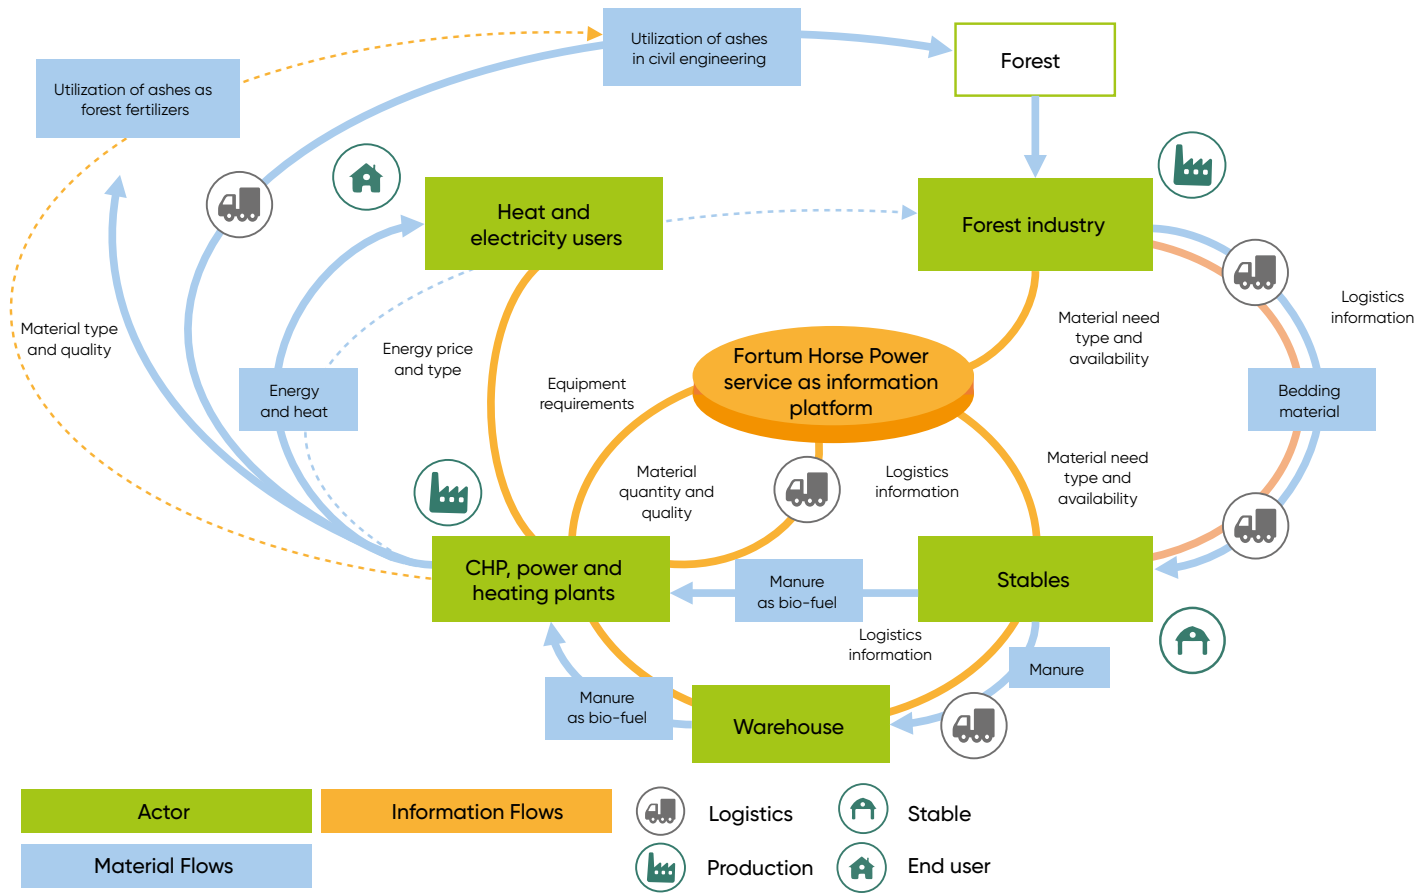 Utilization of ashes
in civil engineering
Forest
Utilization of ashes as
forest fertilizers
Heat and
electricity users
Forest industry
Logistics
information
Material type
and quality
Energy price
and type
Material need
type and
availability
Fortum Horse Power
service as information
platform
Energy
and heat
Equipment
requirements
Bedding
material
Material
quantity and
quality
Logistics
information
Material need
type and
availability
CHP, power and
heating plants
Manure
as bio-fuel
Stables
Logistics
information
Manure
Manure
as bio-fuel
Warehouse
Actor
Information Flows
Logistics
Stable
Material Flows
Production
End user